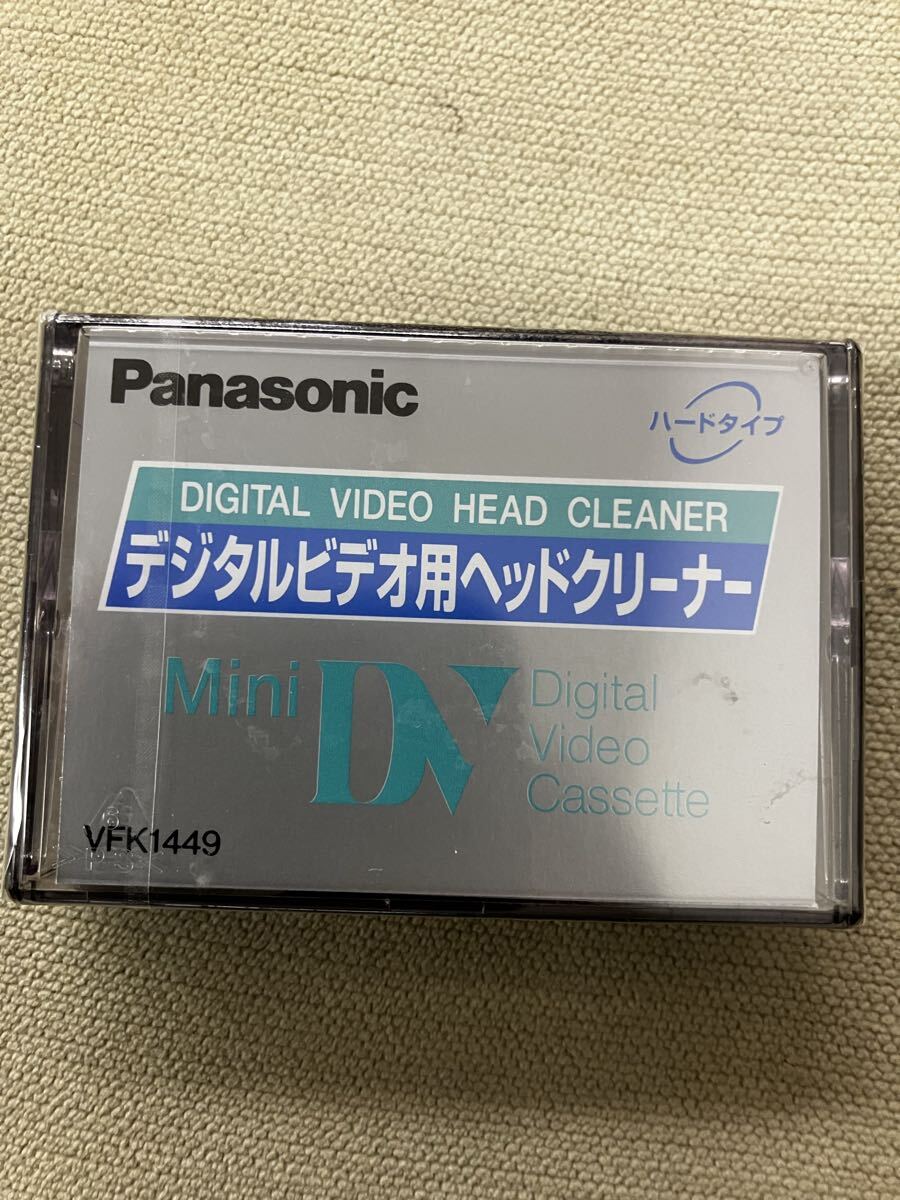 Panasonic
ハードタイプ
DIGITAL VIDEO HEAD CLEANER
デジタルビデオ用ヘッドクリーナー
Mini DV Digital
Video
Cassette
VFK1449